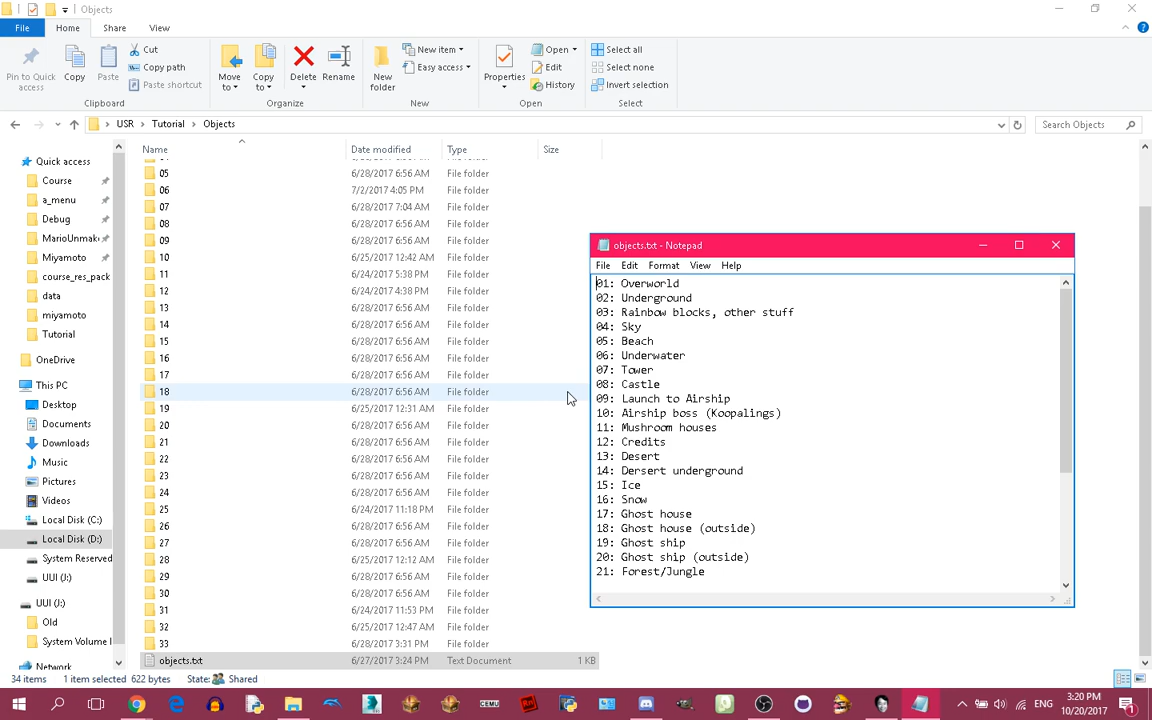 Objects
File Home Share View
Pin to Quick access
Copy
Paste
Cut
Copy path
Paste shortcut
Clipboard
Move to
Copy to
Delete
Rename
Organize
New folder
New item
Easy access
New
Properties
Open
Edit
History
Open
Select all
Select none
Invert selection
Select
USR Tutorial Objects
Search Objects
Name Date modified Type Size
Quick access
Course
a_menu
Debug
MarioUnmak
Miyamoto
course_res_pack
data
miyamoto
Tutorial
OneDrive
This PC
Desktop
Documents
Downloads
Music
Pictures
Videos
Local Disk (C:)
Local Disk (D:)
System Reserved
UUI (J:)
UUI (J:)
Old
System Volume I
Network
05 6/28/2017 6:56 AM File folder
06 7/2/2017 4:05 PM File folder
07 6/28/2017 7:04 AM File folder
08 6/28/2017 6:56 AM File folder
09 6/28/2017 6:56 AM File folder
10 6/25/2017 12:42 AM File folder
11 6/24/2017 5:38 PM File folder
12 6/24/2017 4:38 PM File folder
13 6/28/2017 6:56 AM File folder
14 6/28/2017 6:56 AM File folder
15 6/28/2017 6:56 AM File folder
16 6/28/2017 6:56 AM File folder
17 6/28/2017 6:56 AM File folder
18 6/28/2017 6:56 AM File folder
19 6/25/2017 12:31 AM File folder
20 6/28/2017 6:56 AM File folder
21 6/28/2017 6:56 AM File folder
22 6/28/2017 6:56 AM File folder
23 6/28/2017 6:56 AM File folder
24 6/28/2017 6:56 AM File folder
25 6/24/2017 11:18 PM File folder
26 6/28/2017 6:56 AM File folder
27 6/28/2017 6:56 AM File folder
28 6/25/2017 12:12 AM File folder
29 6/28/2017 6:56 AM File folder
30 6/28/2017 6:56 AM File folder
31 6/24/2017 11:53 PM File folder
32 6/25/2017 12:47 AM File folder
33 6/28/2017 3:31 PM File folder
objects.txt 6/27/2017 3:24 PM Text Document 1 KB
objects.txt - Notepad
File Edit Format View Help
01: Overworld
02: Underground
03: Rainbow blocks, other stuff
04: Sky
05: Beach
06: Underwater
07: Tower
08: Castle
09: Launch to Airship
10: Airship boss (Koopalings)
11: Mushroom houses
12: Credits
13: Desert
14: Dersert underground
15: Ice
16: Snow
17: Ghost house
18: Ghost house (outside)
19: Ghost ship
20: Ghost ship (outside)
21: Forest/Jungle
34 items 1 item selected 622 bytes State: Shared
CEMU
ENG
3:20 PM
10/20/2017
1